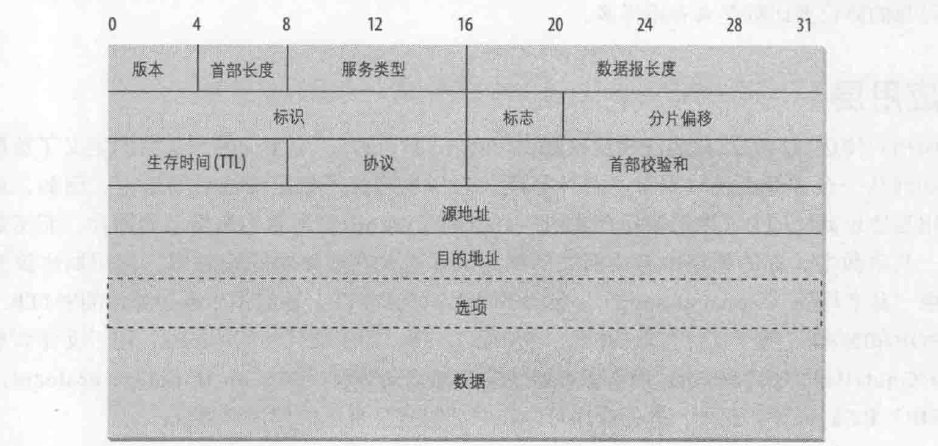 0 4 8 12 16 20 24 28 31
版本 首部长度 服务类型 数据报长度
标识 标志 分片偏移
生存时间(TTL) 协议 首部校验和
源地址
目的地址
选项
数据